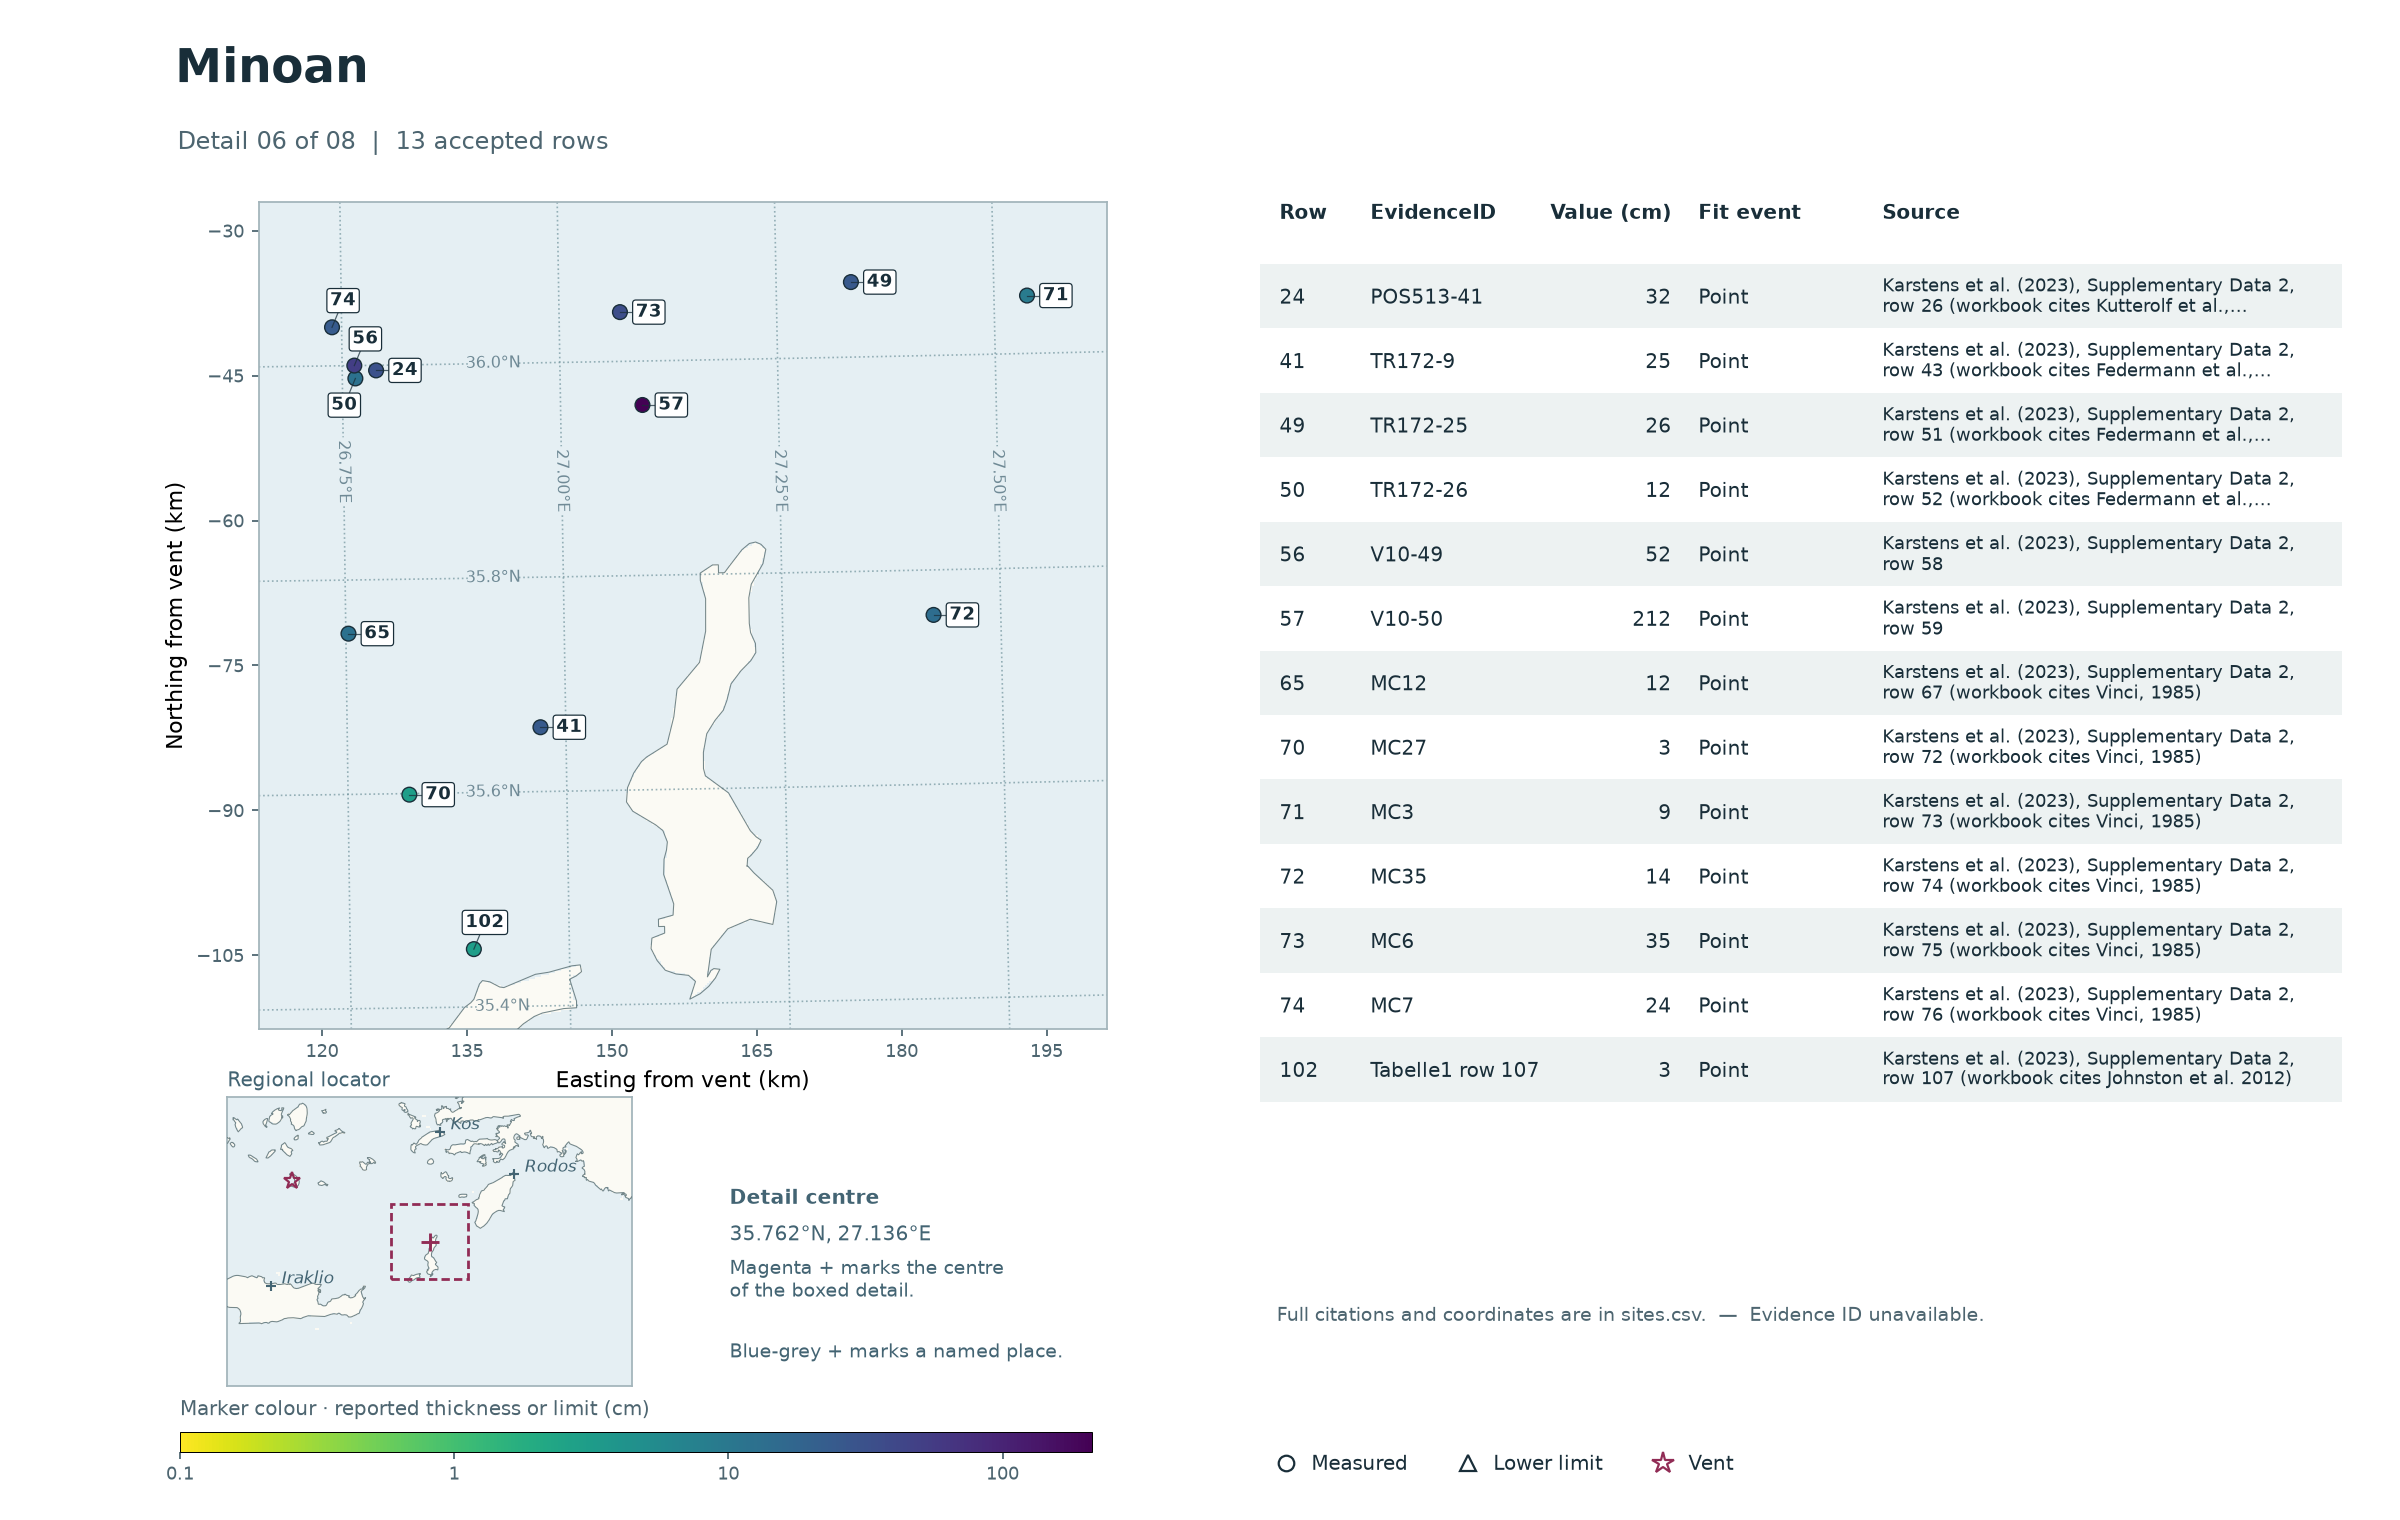 Minoan
Detail 06 of 08 | 13 accepted rows
−30
−45
−60
−75
−90
−105
Northing from vent (km)
74
56
24
50
73
49
71
57
65
72
41
70
102
36.0°N
35.8°N
35.6°N
35.4°N
26.75°E
27.00°E
27.25°E
27.50°E
120
135
150
165
180
195
Easting from vent (km)
Regional locator
Kos
Rodos
Iraklio
Detail centre
35.762°N, 27.136°E
Magenta + marks the centre
of the boxed detail.
Blue-grey + marks a named place.
Marker colour · reported thickness or limit (cm)
0.1
1
10
100
Row EvidenceID Value (cm) Fit event Source
24 POS513-41 32 Point Karstens et al. (2023), Supplementary Data 2,
row 26 (workbook cites Kutterolf et al.,…
41 TR172-9 25 Point Karstens et al. (2023), Supplementary Data 2,
row 43 (workbook cites Federmann et al.,…
49 TR172-25 26 Point Karstens et al. (2023), Supplementary Data 2,
row 51 (workbook cites Federmann et al.,…
50 TR172-26 12 Point Karstens et al. (2023), Supplementary Data 2,
row 52 (workbook cites Federmann et al.,…
56 V10-49 52 Point Karstens et al. (2023), Supplementary Data 2,
row 58
57 V10-50 212 Point Karstens et al. (2023), Supplementary Data 2,
row 59
65 MC12 12 Point Karstens et al. (2023), Supplementary Data 2,
row 67 (workbook cites Vinci, 1985)
70 MC27 3 Point Karstens et al. (2023), Supplementary Data 2,
row 72 (workbook cites Vinci, 1985)
71 MC3 9 Point Karstens et al. (2023), Supplementary Data 2,
row 73 (workbook cites Vinci, 1985)
72 MC35 14 Point Karstens et al. (2023), Supplementary Data 2,
row 74 (workbook cites Vinci, 1985)
73 MC6 35 Point Karstens et al. (2023), Supplementary Data 2,
row 75 (workbook cites Vinci, 1985)
74 MC7 24 Point Karstens et al. (2023), Supplementary Data 2,
row 76 (workbook cites Vinci, 1985)
102 Tabelle1 row 107 3 Point Karstens et al. (2023), Supplementary Data 2,
row 107 (workbook cites Johnston et al. 2012)
Full citations and coordinates are in sites.csv. — Evidence ID unavailable.
Measured
Lower limit
Vent